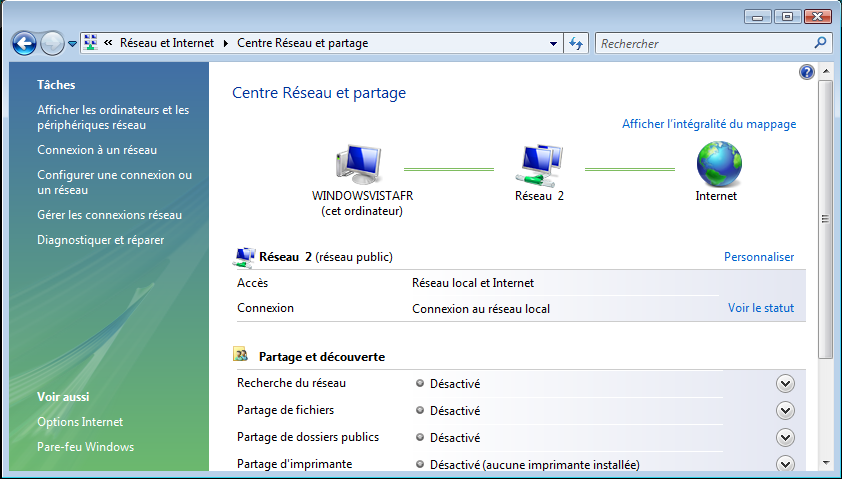 « Réseau et Internet ▸ Centre Réseau et partage
Rechercher
Tâches
Afficher les ordinateurs et les
périphériques réseau
Connexion à un réseau
Configurer une connexion ou
un réseau
Gérer les connexions réseau
Diagnostiquer et réparer
Voir aussi
Options Internet
Pare-feu Windows
Centre Réseau et partage
Afficher l'intégralité du mappage
WINDOWSVISTAFR
(cet ordinateur)
Réseau 2
Internet
Réseau 2 (réseau public)
Personnaliser
Accès
Réseau local et Internet
Connexion
Connexion au réseau local
Voir le statut
Partage et découverte
Recherche du réseau
Désactivé
Partage de fichiers
Désactivé
Partage de dossiers publics
Désactivé
Partage d'imprimante
Désactivé (aucune imprimante installée)